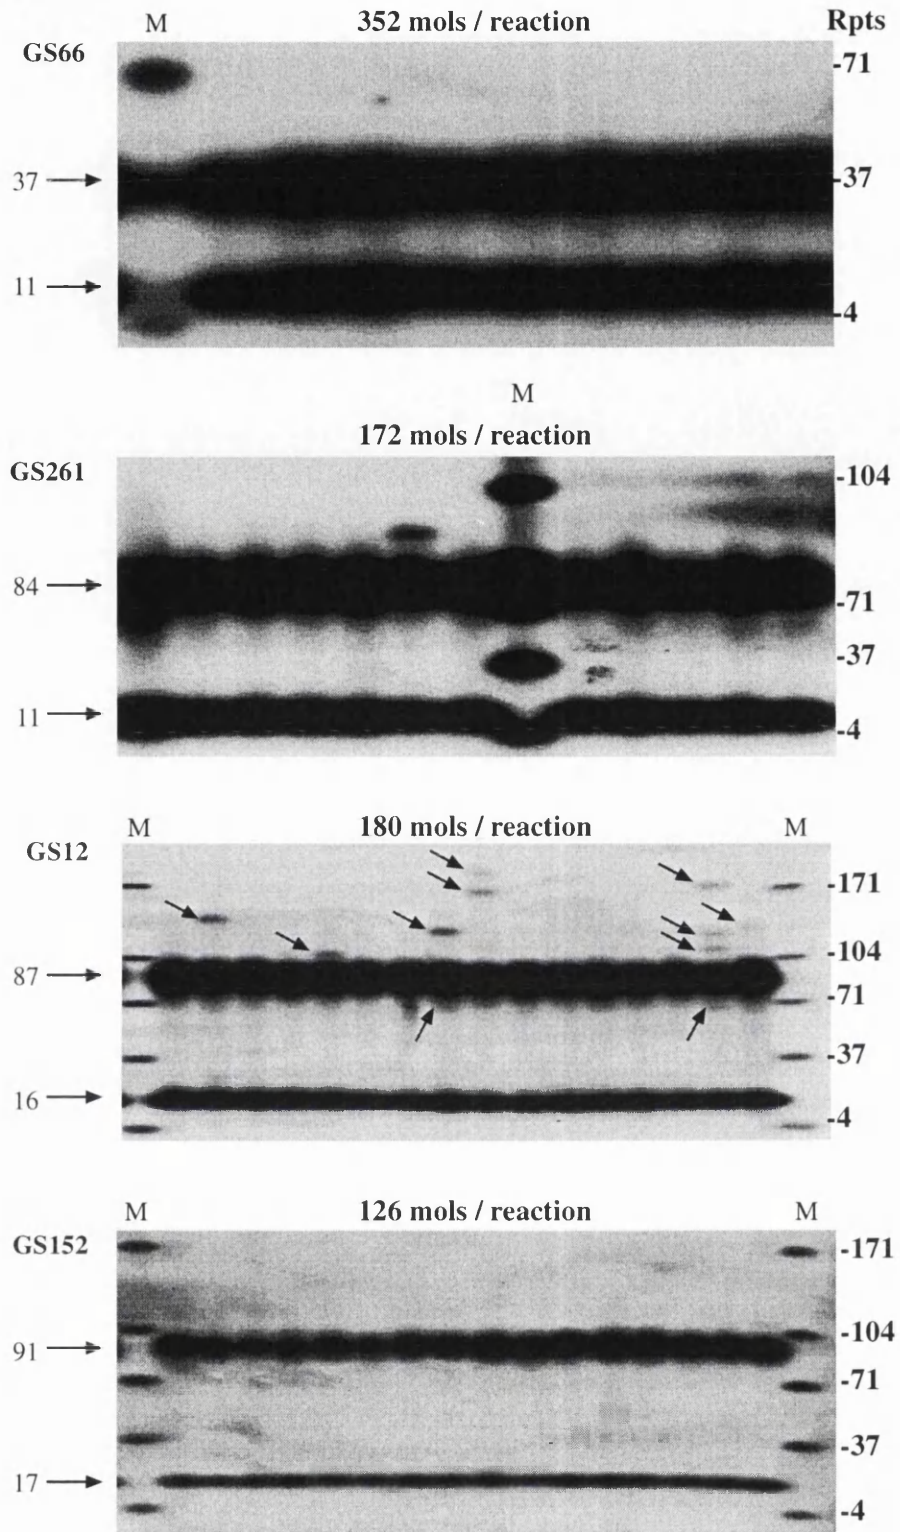 M 352 mols / reaction Rpts
GS66
-71
37 -37
11
-4
M
172 mols / reaction
GS261
-104
84
-71
-37
11
-4
M 180 mols / reaction M
GS12
-171
-104
87
-71
-37
16
-4
M 126 mols / reaction M
GS152
-171
-104
91
-71
-37
17
-4